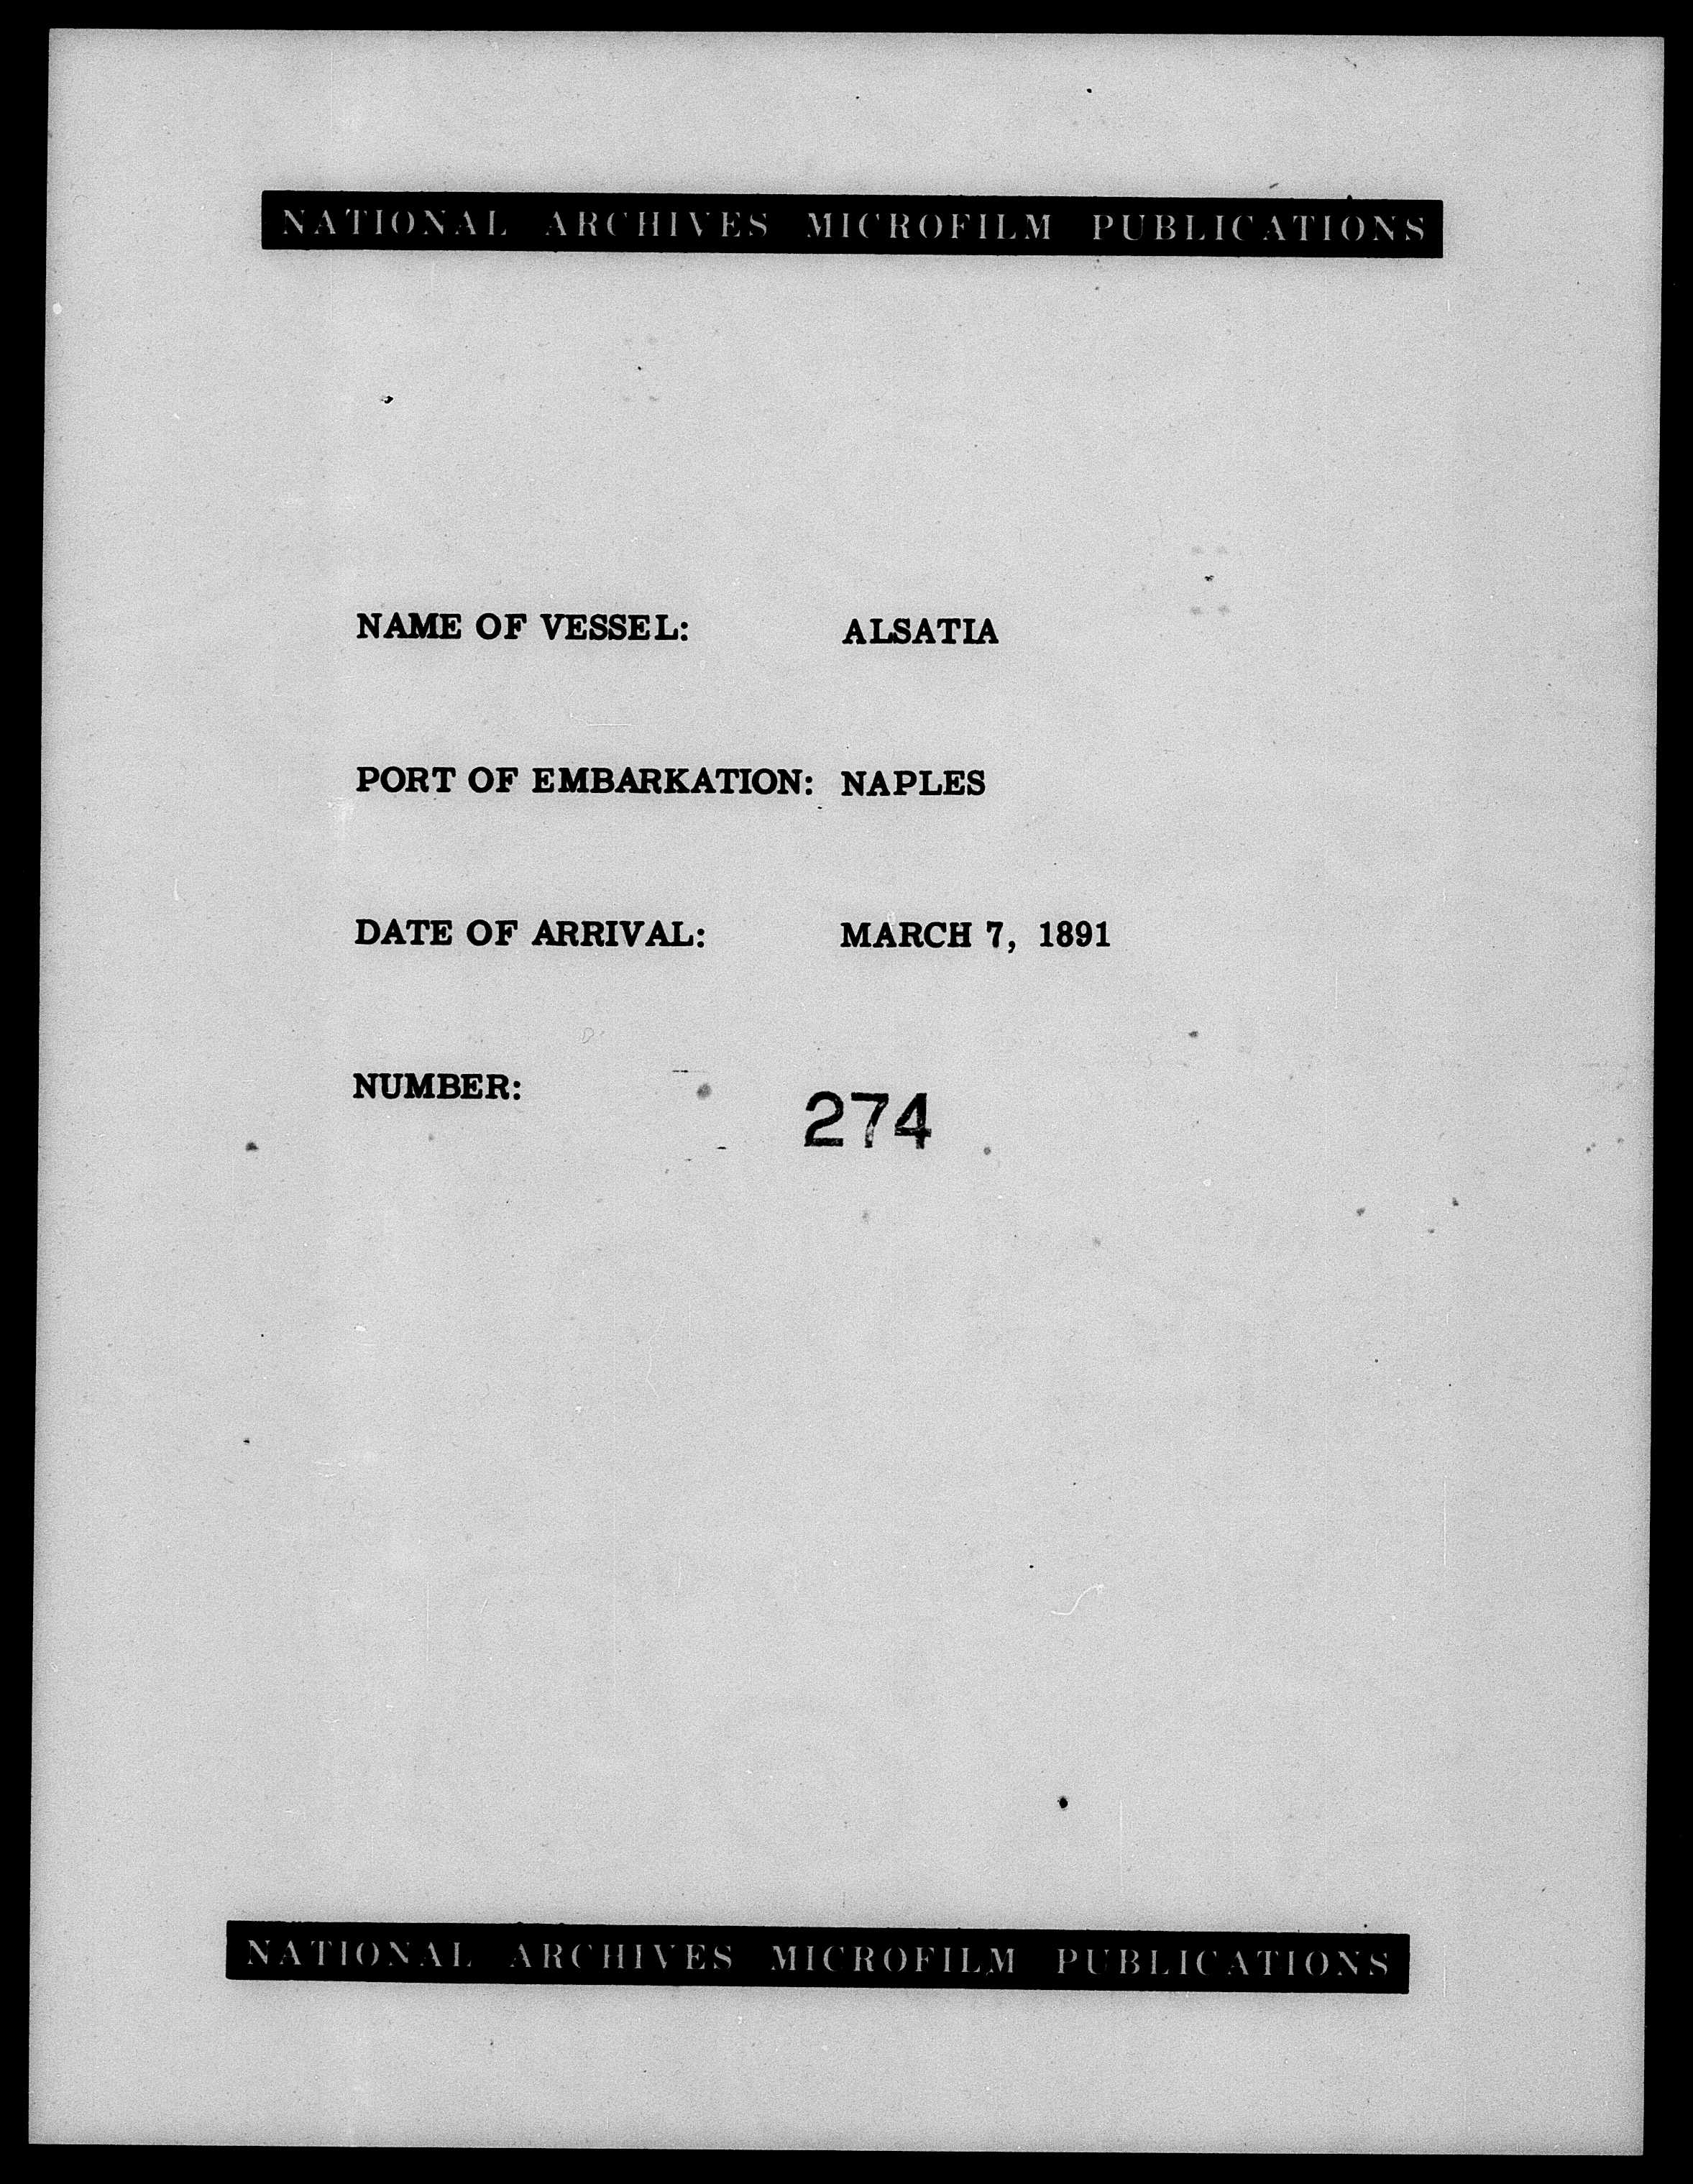 NATIONAL ARCHIVES MICROFILM PUBLICATIONS
NAME OF VESSEL: ALSATIA
PORT OF EMBARKATION: NAPLES
DATE OF ARRIVAL: MARCH 7, 1891
NUMBER: 274
NATIONAL ARCHIVES MICROFILM PUBLICATIONS